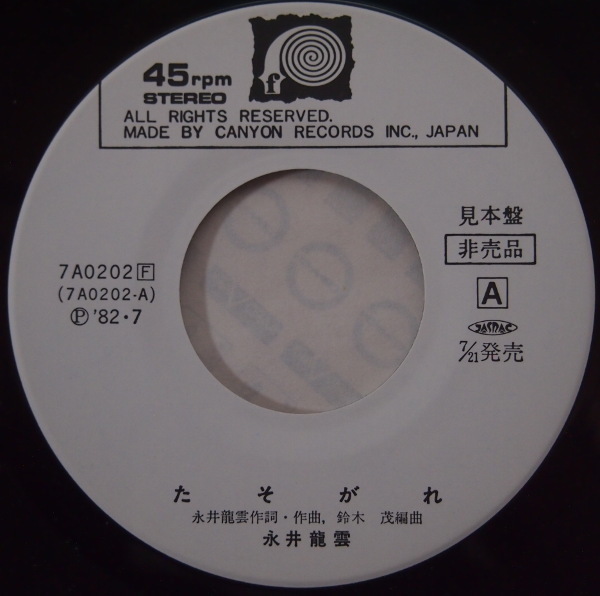 45rpm
STEREO
f
ALL RIGHTS RESERVED.
MADE BY CANYON RECORDS INC., JAPAN
見本盤
非売品
7A0202 F
(7A0202-A)
Ⓟ '82・7
A
JASRAC
7/21発売
たそがれ
永井龍雲作詞・作曲, 鈴木 茂編曲
永井龍雲